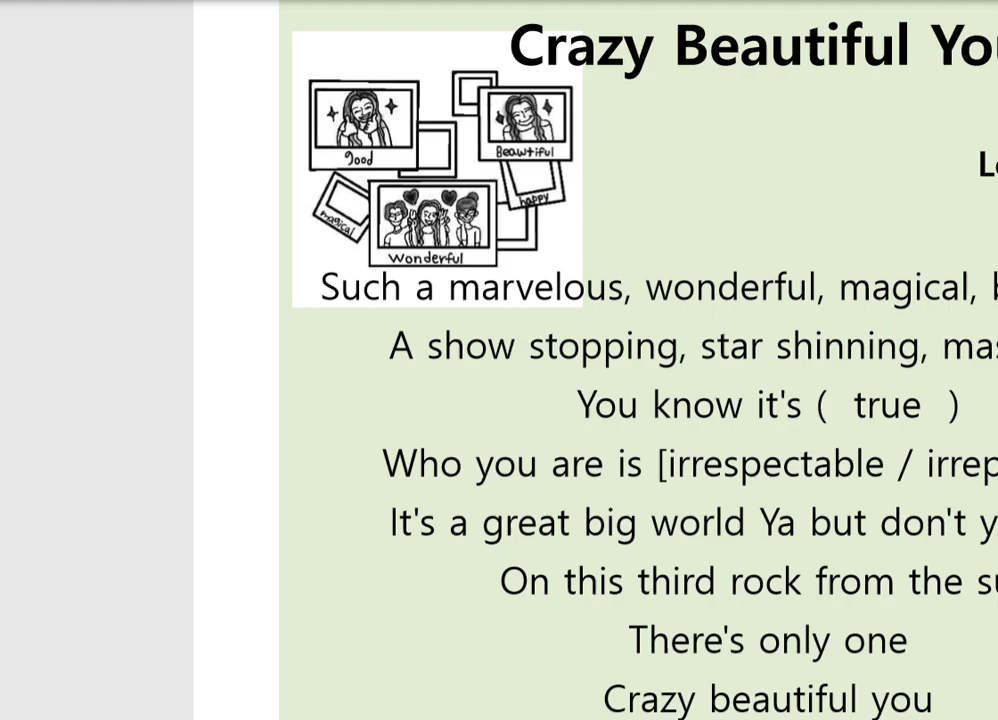 Crazy Beautiful You
good
Beautiful
happy
magical
Wonderful
Such a marvelous, wonderful, magical,
A show stopping, star shinning,
You know it's ( true )
Who you are is [irrespectable /
It's a great big world Ya but don't
On this third rock from the
There's only one
Crazy beautiful you